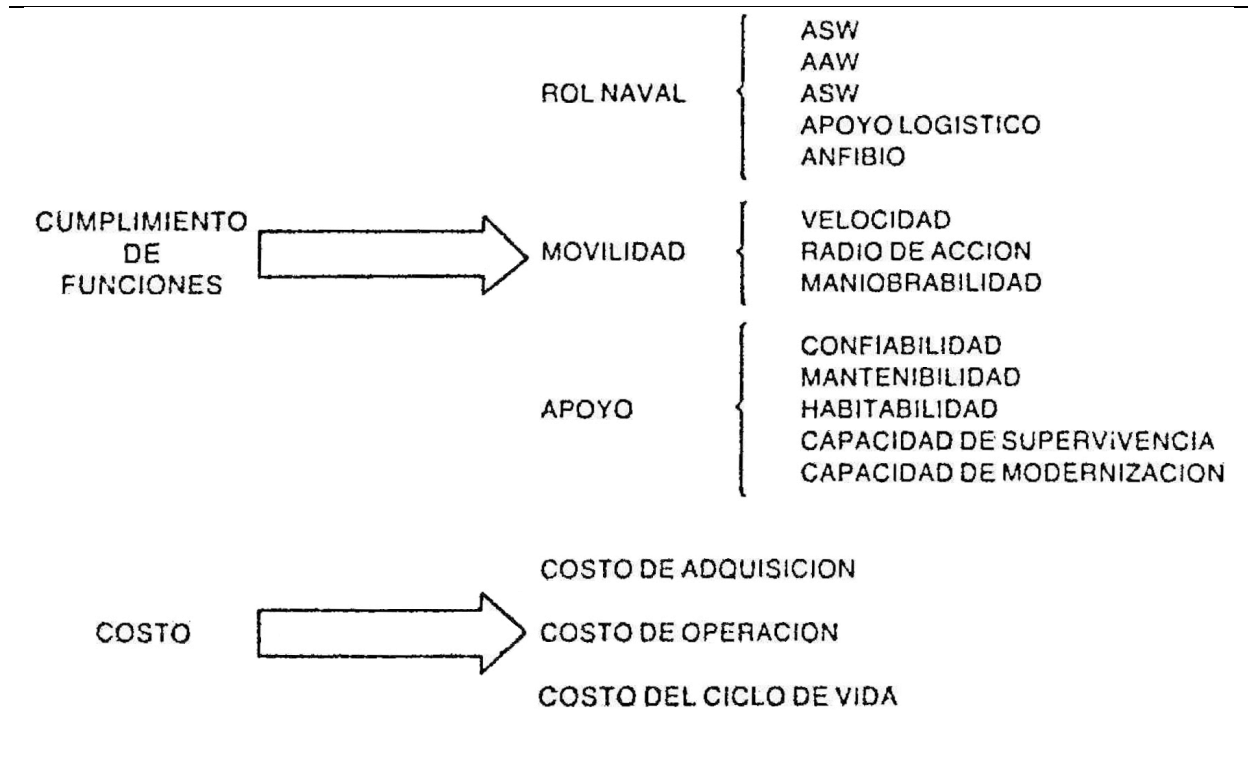 ASW
AAW
ROL NAVAL
ASW
APOYO LOGISTICO
ANFIBIO
CUMPLIMIENTO
DE
FUNCIONES
MOVILIDAD
VELOCIDAD
RADIO DE ACCION
MANIOBRABILIDAD
APOYO
CONFIABILIDAD
MANTENIBILIDAD
HABITABILIDAD
CAPACIDAD DE SUPERVIVENCIA
CAPACIDAD DE MODERNIZACION
COSTO
COSTO DE ADQUISICION
COSTO DE OPERACION
COSTO DEL CICLO DE VIDA